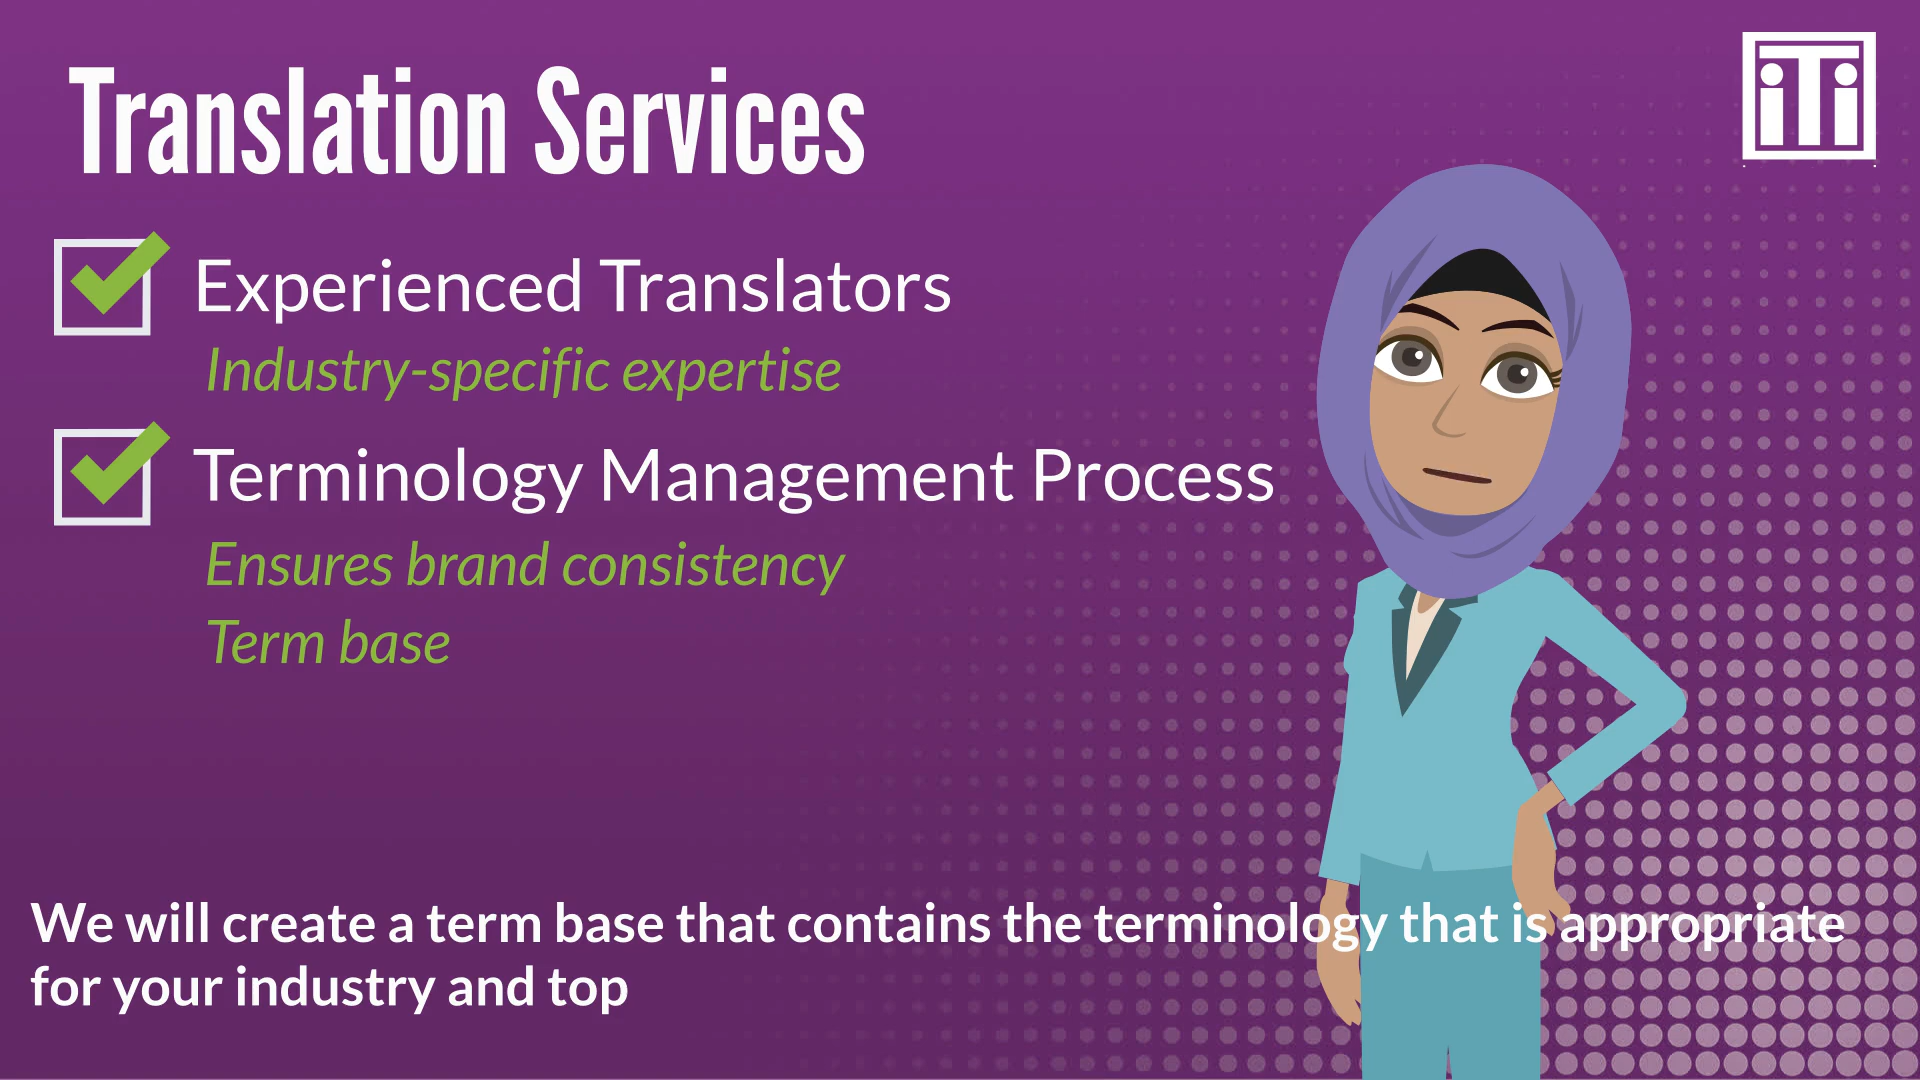 Translation Services
iTi
Experienced Translators
Industry-specific expertise
Terminology Management Process
Ensures brand consistency
Term base
We will create a term base that contains the terminology that is appropriate
for your industry and top